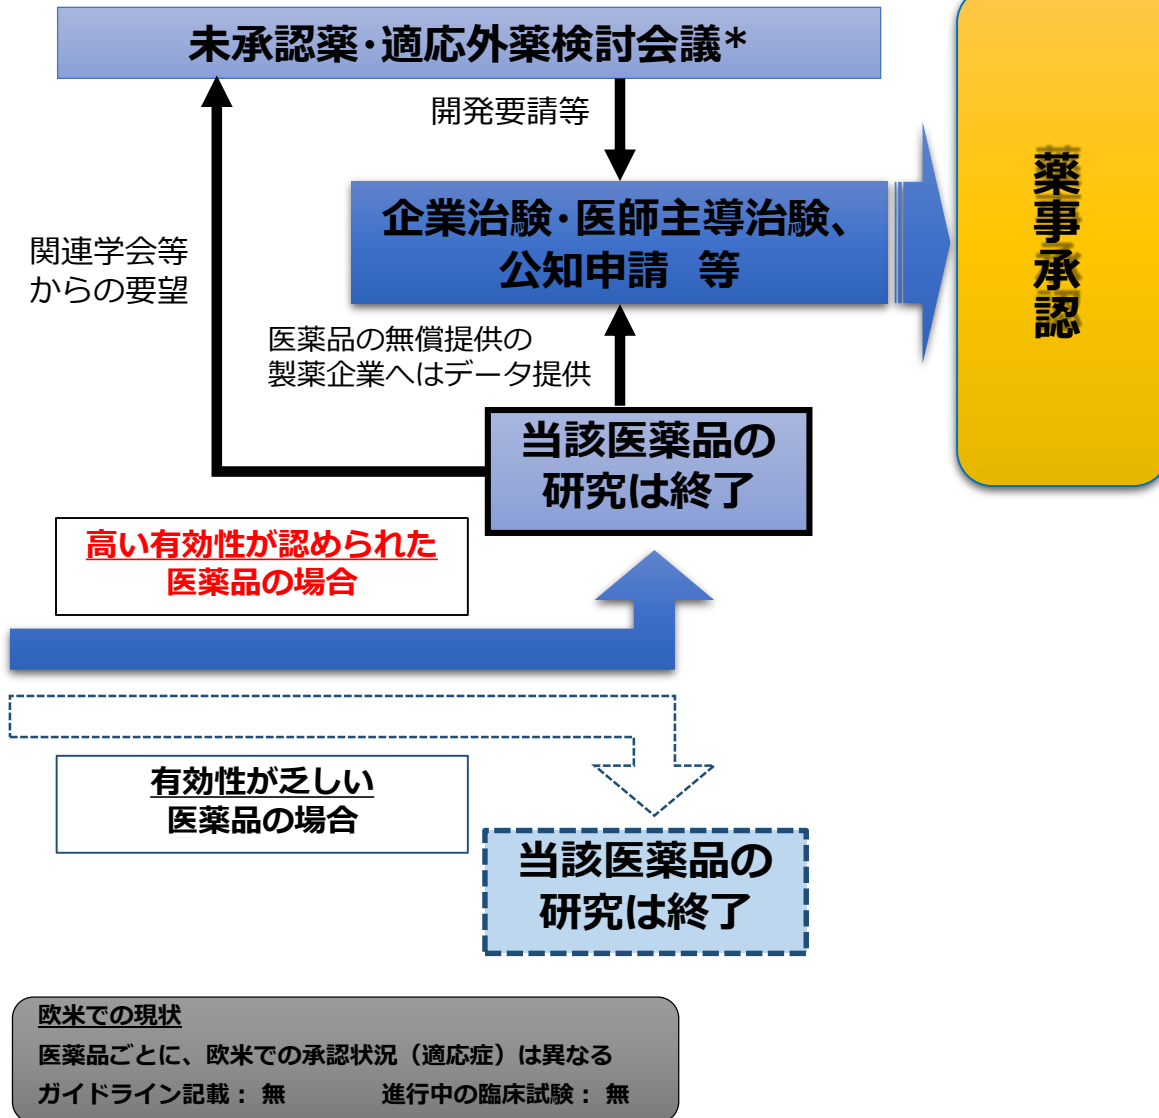 未承認薬・適応外薬検討会議*
開発要請等
企業治験・医師主導治験、
公知申請 等
薬事承認
関連学会等
からの要望
医薬品の無償提供の
製薬企業へはデータ提供
当該医薬品の
研究は終了
高い有効性が認められた
医薬品の場合
有効性が乏しい
医薬品の場合
当該医薬品の
研究は終了
欧米での現状
医薬品ごとに、欧米での承認状況（適応症）は異なる
ガイドライン記載： 無 進行中の臨床試験： 無